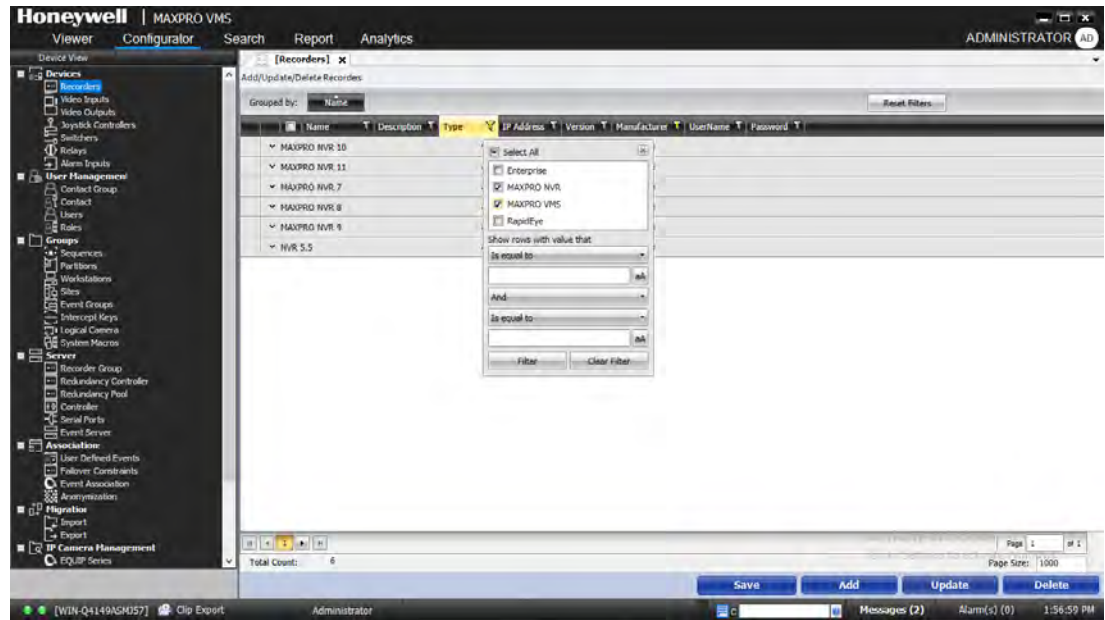 Honeywell | MAXPRO VMS
Viewer Configurator Search Report Analytics ADMINISTRATOR AD
Device View
Devices
Recorders
Video Inputs
Video Outputs
Joystick Controllers
Switchers
Relays
Alarm Inputs
User Management
Contact Group
Contact
Users
Roles
Groups
Sequences
Partitions
Workstations
Sites
Event Groups
Intercept Keys
Logical Camera
System Macros
Server
Recorder Group
Redundancy Controller
Redundancy Pool
Controller
Serial Ports
Event Server
Association
User Defined Events
Failover Constraints
Event Association
Anonymization
Migration
Import
Export
IP Camera Management
EQUIP Series
[Recorders] x
Add/Update/Delete Recorders
Grouped by: Name Reset Filters
Name Description Type IP Address Version Manufacturer UserName Password
MAXPRO NVR 10
MAXPRO NVR 11
MAXPRO NVR 7
MAXPRO NVR 8
MAXPRO NVR 9
NVR 5.5
Select All
Enterprise
MAXPRO NVR
MAXPRO VMS
RapidEye
Show rows with value that
Is equal to
aA
And
Is equal to
aA
Filter Clear Filter
1 Page 1 of 1
Total Count: 6 Page Size: 1000
Save Add Update Delete
[WIN-Q4149ASMJ57] Clip Export Administrator C Messages (2) Alarm(s) (0) 1:56:59 PM